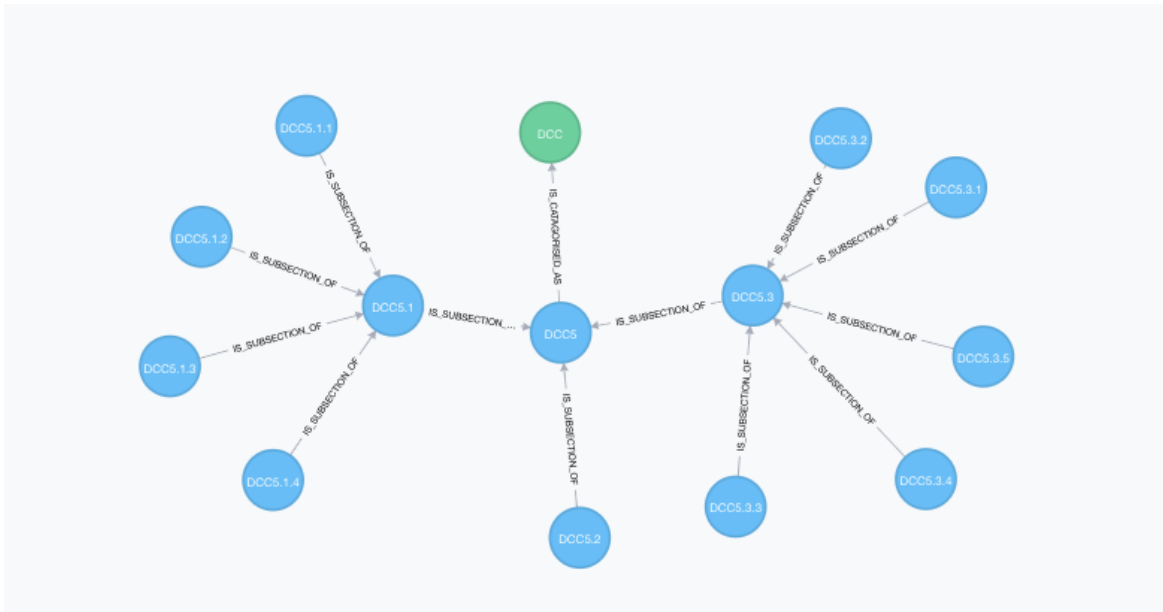 DCC5.1.1
DCC
DCC5.3.2
DCC5.3.1
IS_SUBSECTION_OF
IS_CATAGORISED_AS
IS_SUBSECTION_OF
IS_SUBSECTION_OF
DCC5.1.2
IS_SUBSECTION_OF
DCC5.1
IS_SUBSECTION_...
DCC5
IS_SUBSECTION_OF
DCC5.3
IS_SUBSECTION_OF
DCC5.3.5
DCC5.1.3
IS_SUBSECTION_OF
IS_SUBSECTION_OF
IS_SUBSECTION_OF
IS_SUBSECTION_OF
IS_SUBSECTION_OF
DCC5.1.4
DCC5.2
DCC5.3.3
DCC5.3.4